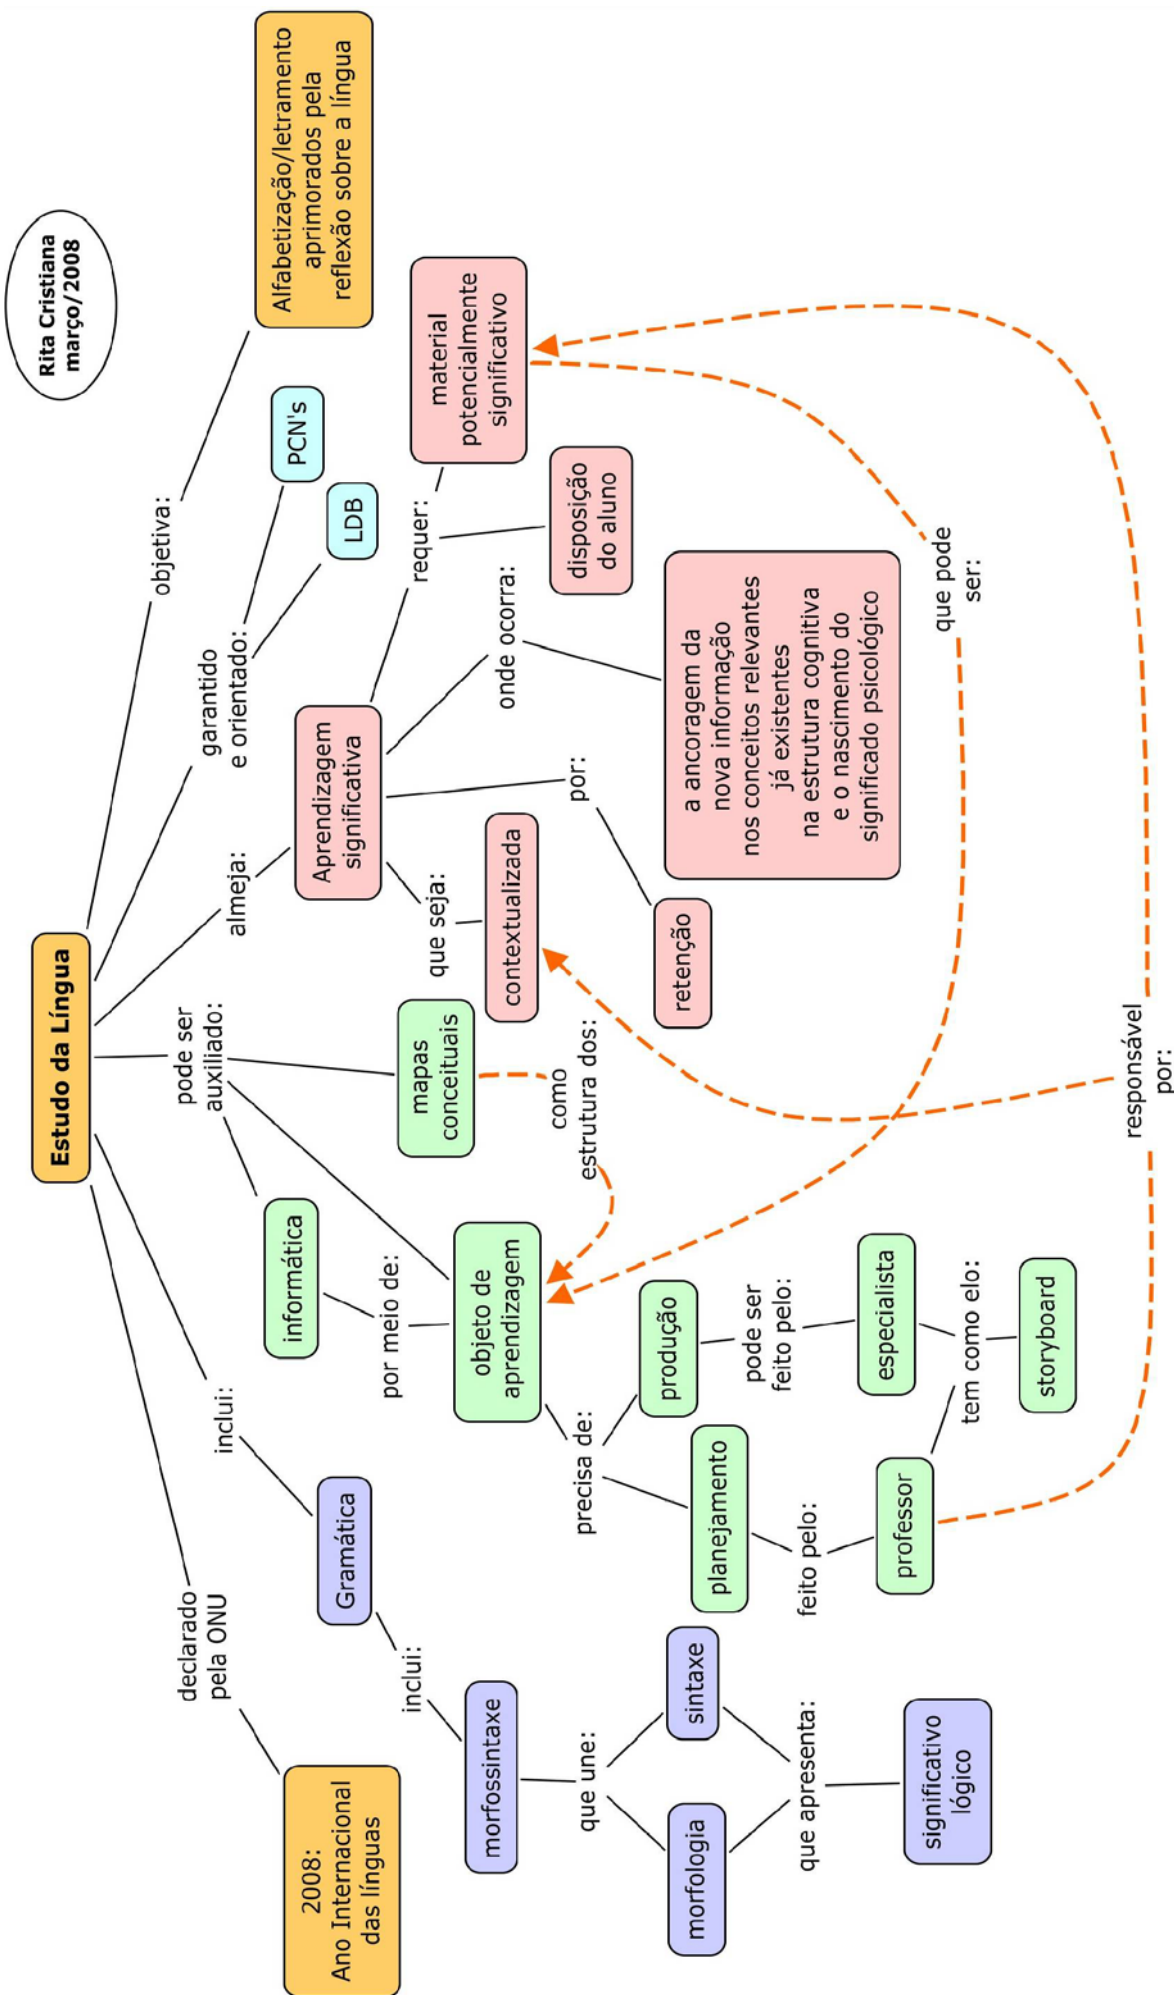 Rita Cristiana
março/2008
Estudo da Língua
declarado
pela ONU
inclui:
pode ser
auxiliado:
almeja:
garantido
e orientado:
objetiva:
2008:
Ano Internacional
das línguas
Gramática
informática
Aprendizagem
significativa
LDB
PCN's
Alfabetização/letramento
aprimorados pela
reflexão sobre a língua
inclui:
por meio de:
mapas
conceituais
que seja:
por:
onde ocorra:
requer:
material
potencialmente
significativo
morfossintaxe
objeto de
aprendizagem
contextualizada
disposição
do aluno
como
estrutura dos:
que une:
precisa de:
retenção
a ancoragem da
nova informação
nos conceitos relevantes
já existentes
na estrutura cognitiva
e o nascimento do
significado psicológico
morfologia
sintaxe
planejamento
produção
pode ser
feito pelo:
que apresenta:
feito pelo:
professor
especialista
que pode
ser:
significativo
lógico
tem como elo:
storyboard
responsável
por: